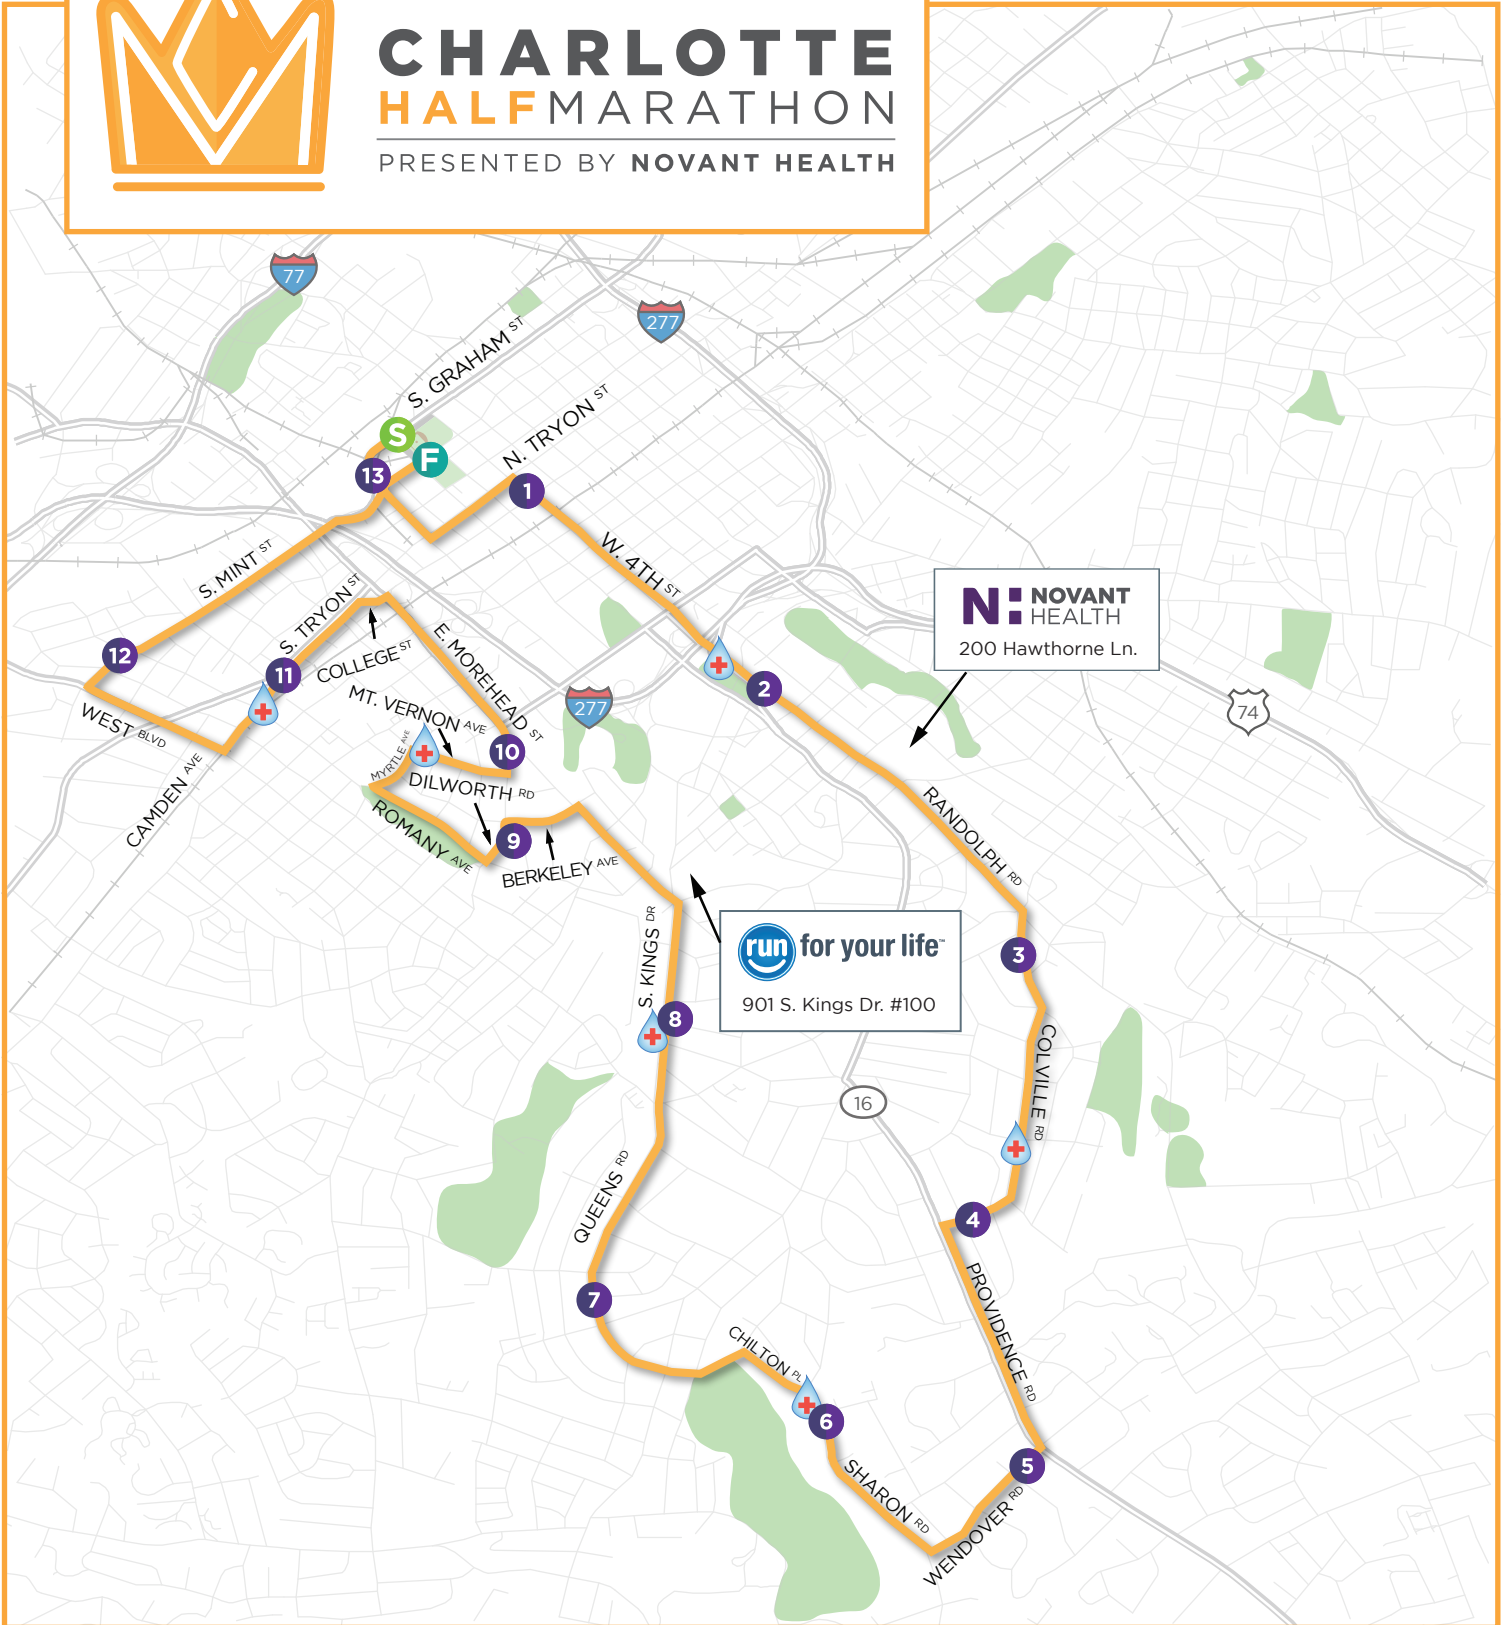 CHARLOTTE
HALFMARATHON
PRESENTED BY NOVANT HEALTH
77
277
S. GRAHAM ST
N. TRYON ST
S
F
13
1
W. 4TH ST
S. MINT ST
S. TRYON ST
NOVANT
HEALTH
200 Hawthorne Ln.
12
11
COLLEGE ST
E. MOREHEAD ST
2
277
74
WEST BLVD
MT. VERNON AVE
10
MYRTLE AVE
DILWORTH RD
CAMDEN AVE
ROMANY AVE
9
BERKELEY AVE
RANDOLPH RD
S. KINGS DR
run for your life™
901 S. Kings Dr. #100
3
8
COLVILLE RD
16
QUEENS RD
4
PROVIDENCE RD
7
CHILTON PL
6
SHARON RD
5
WENDOVER RD